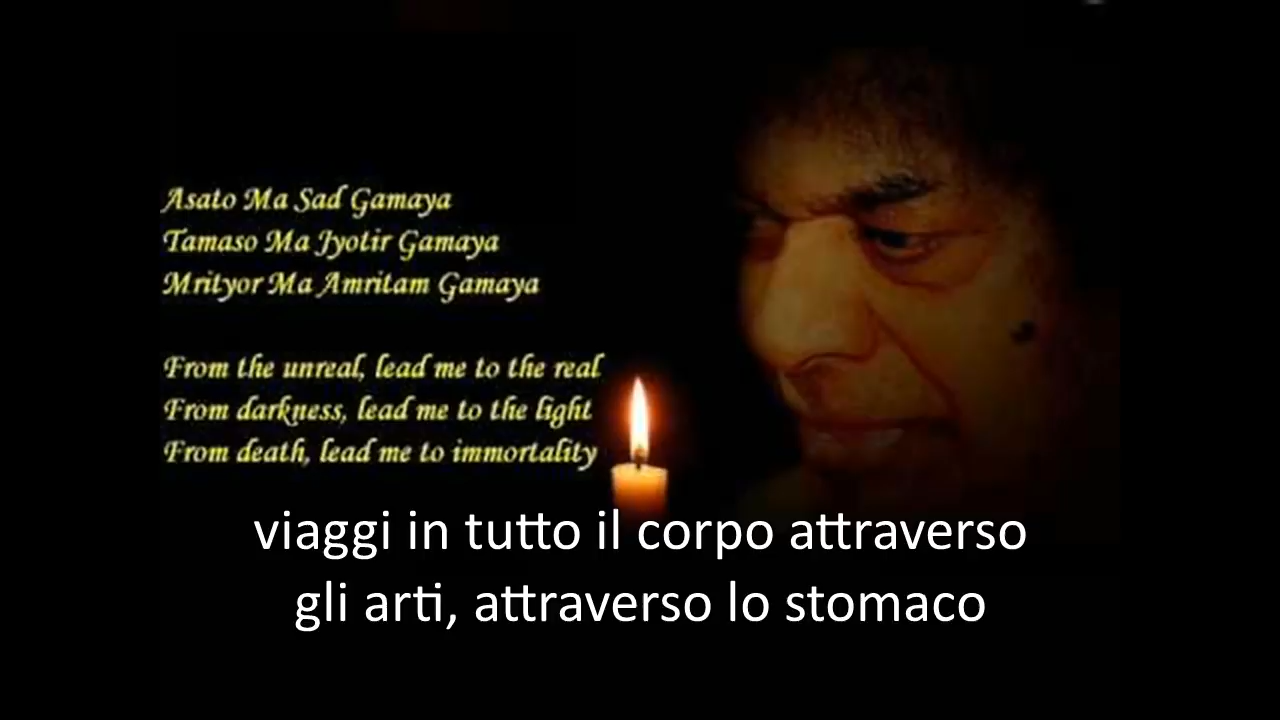 Asato Ma Sad Gamaya
Tamaso Ma Jyotir Gamaya
Mrityor Ma Amritam Gamaya
From the unreal, lead me to the real
From darkness, lead me to the light
From death, lead me to immortality
viaggi in tutto il corpo attraverso
gli arti, attraverso lo stomaco